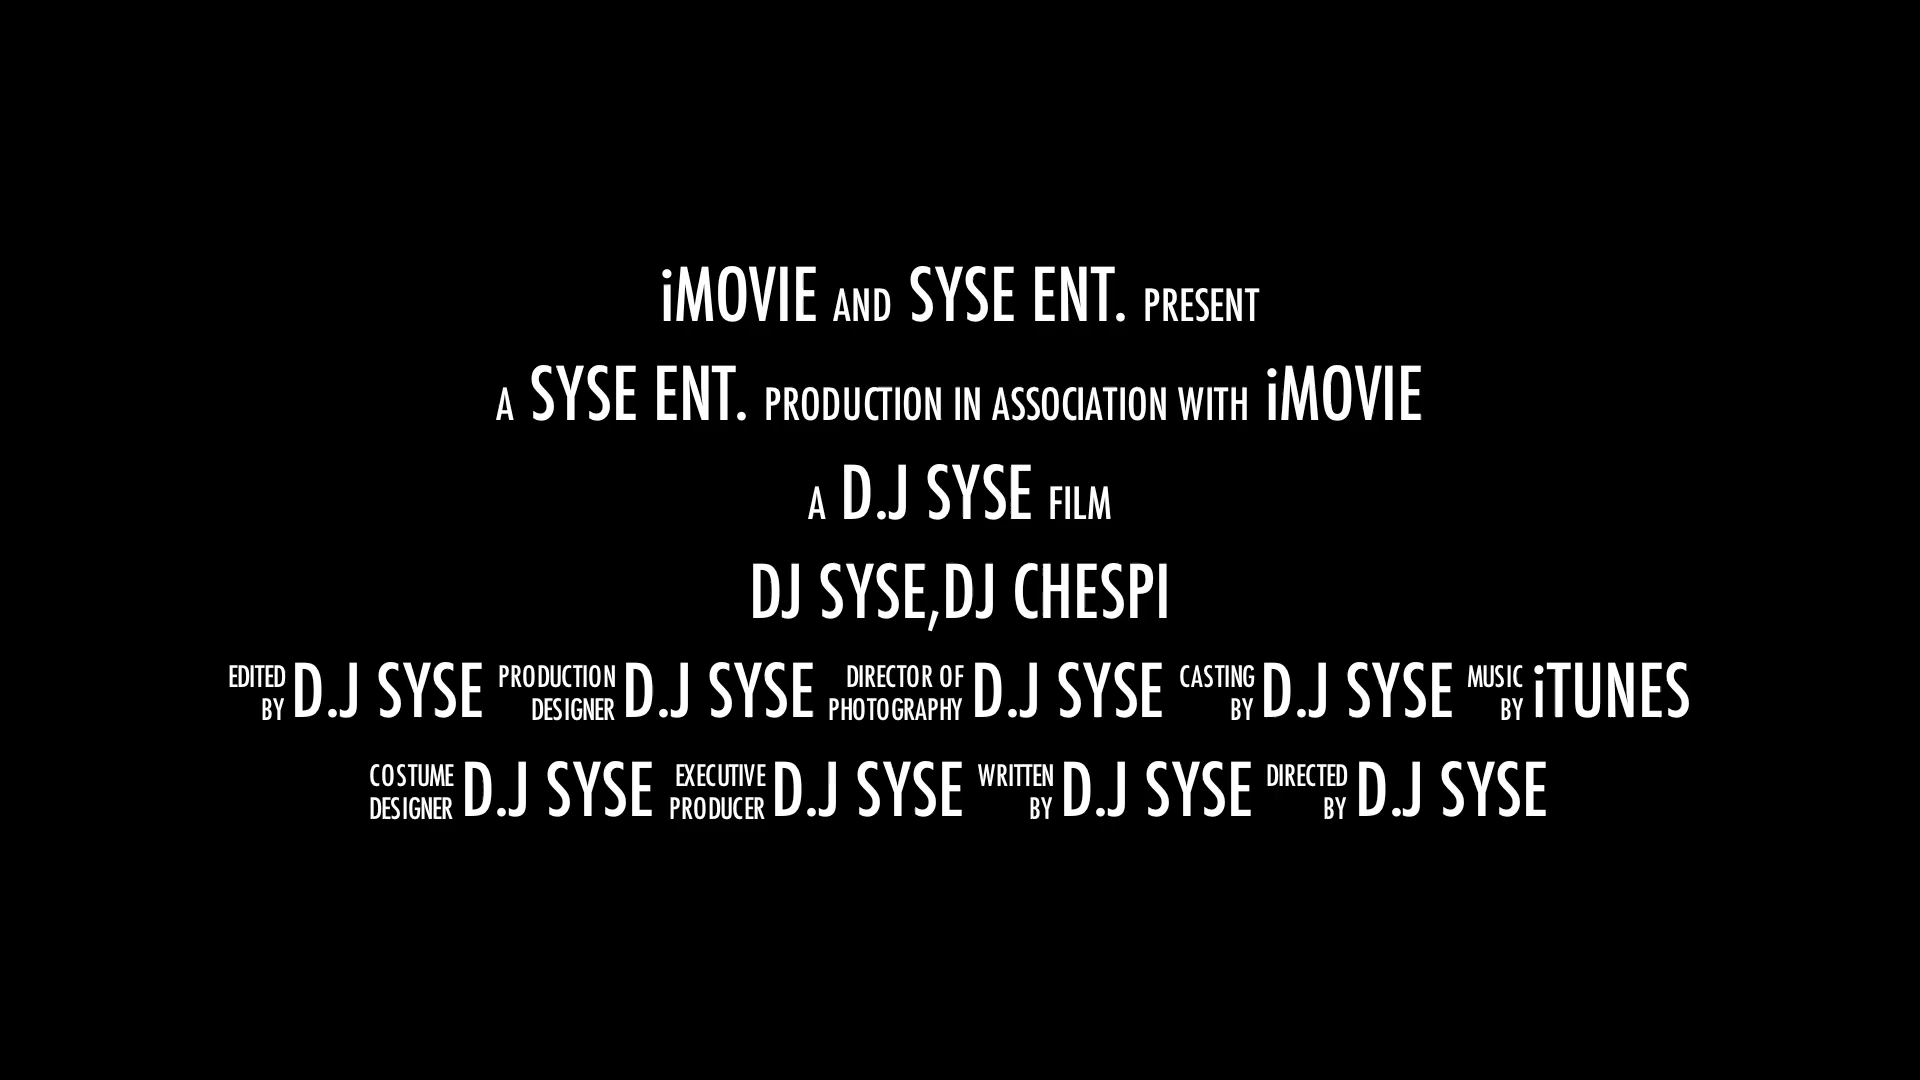 iMOVIE AND SYSE ENT. PRESENT
A SYSE ENT. PRODUCTION IN ASSOCIATION WITH iMOVIE
A D.J SYSE FILM
DJ SYSE,DJ CHESPI
EDITED BY D.J SYSE PRODUCTION DESIGNER D.J SYSE DIRECTOR OF PHOTOGRAPHY D.J SYSE CASTING BY D.J SYSE MUSIC BY iTUNES
COSTUME DESIGNER D.J SYSE EXECUTIVE PRODUCER D.J SYSE WRITTEN BY D.J SYSE DIRECTED BY D.J SYSE